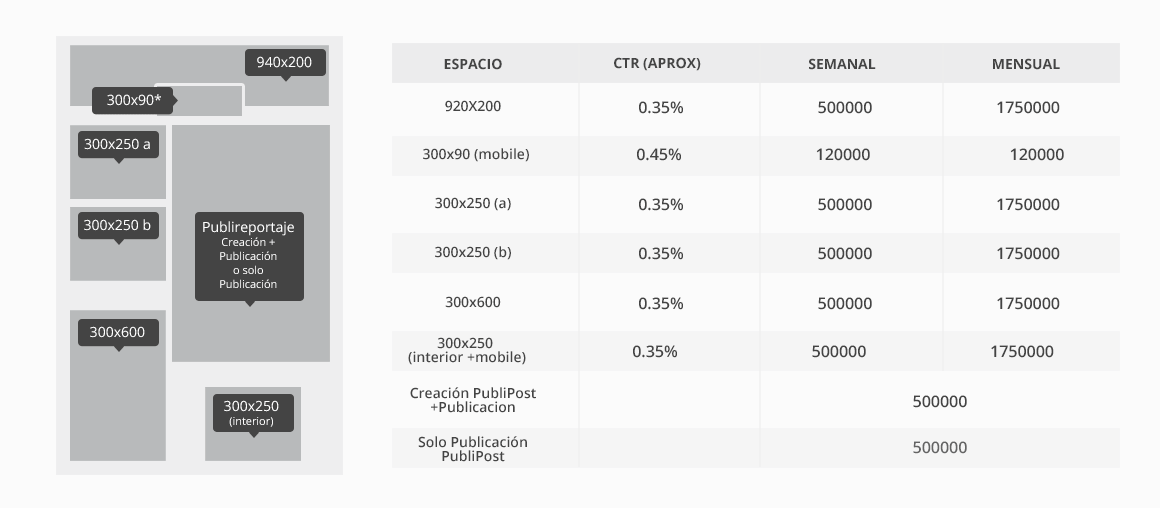 940x200
300x90*
300x250 a
300x250 b
Publireportaje
Creación +
Publicación
o solo
Publicación
300x600
300x250
(interior)
ESPACIO CTR (APROX) SEMANAL MENSUAL
920X200 0.35% 500000 1750000
300x90 (mobile) 0.45% 120000 120000
300x250 (a) 0.35% 500000 1750000
300x250 (b) 0.35% 500000 1750000
300x600 0.35% 500000 1750000
300x250
(interior +mobile) 0.35% 500000 1750000
Creación PubliPost
+Publicacion 500000
Solo Publicación
PubliPost 500000